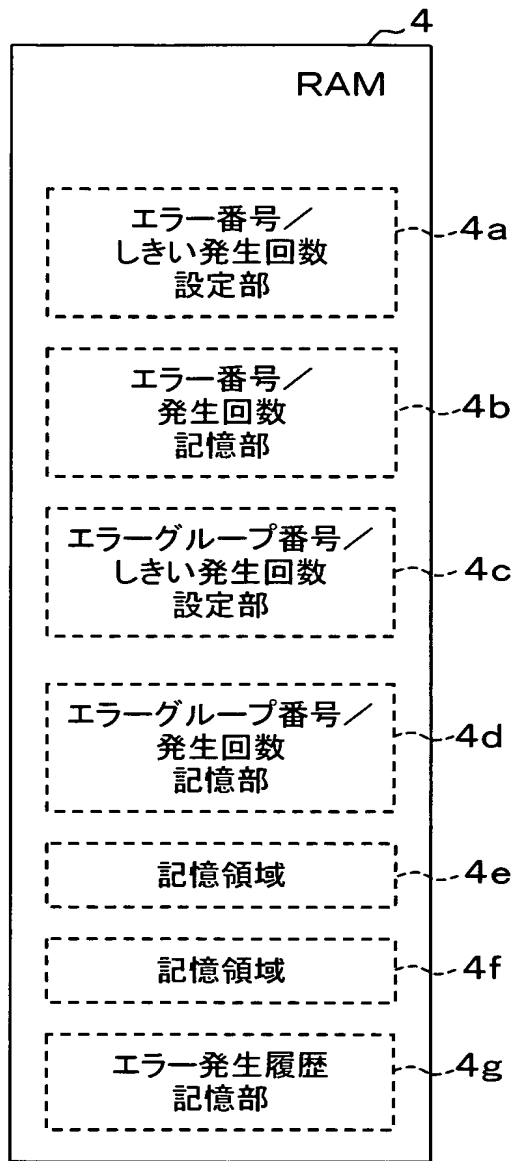 4
RAM
エラー番号／
しきい発生回数
設定部
4a
エラー番号／
発生回数
記憶部
4b
エラーグループ番号／
しきい発生回数
設定部
4c
エラーグループ番号／
発生回数
記憶部
4d
記憶領域
4e
記憶領域
4f
エラー発生履歴
記憶部
4g